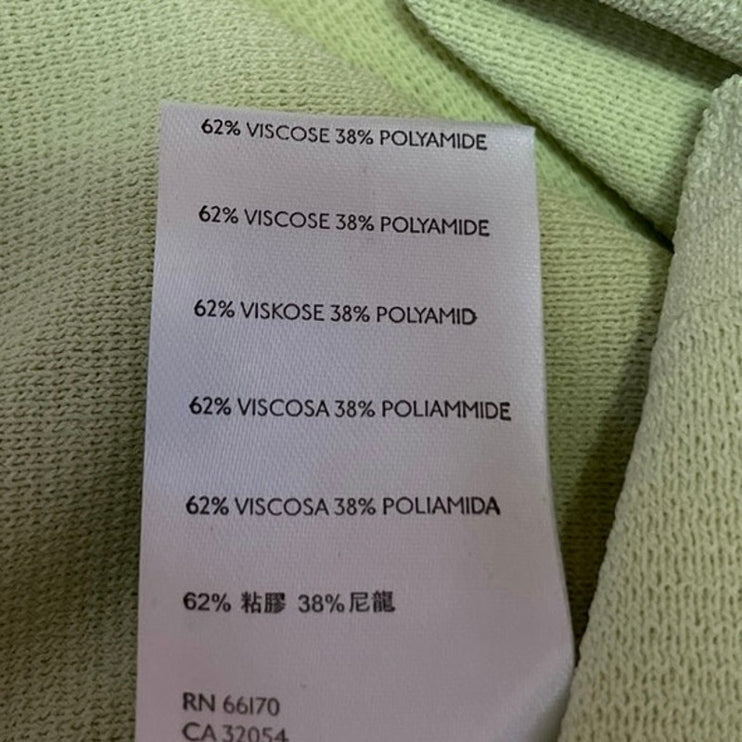 62% VISCOSE 38% POLYAMIDE
62% VISCOSE 38% POLYAMIDE
62% VISKOSE 38% POLYAMID
62% VISCOSA 38% POLIAMMIDE
62% VISCOSA 38% POLIAMIDA
62% 粘膠 38%尼龍
RN 66170
CA 32054